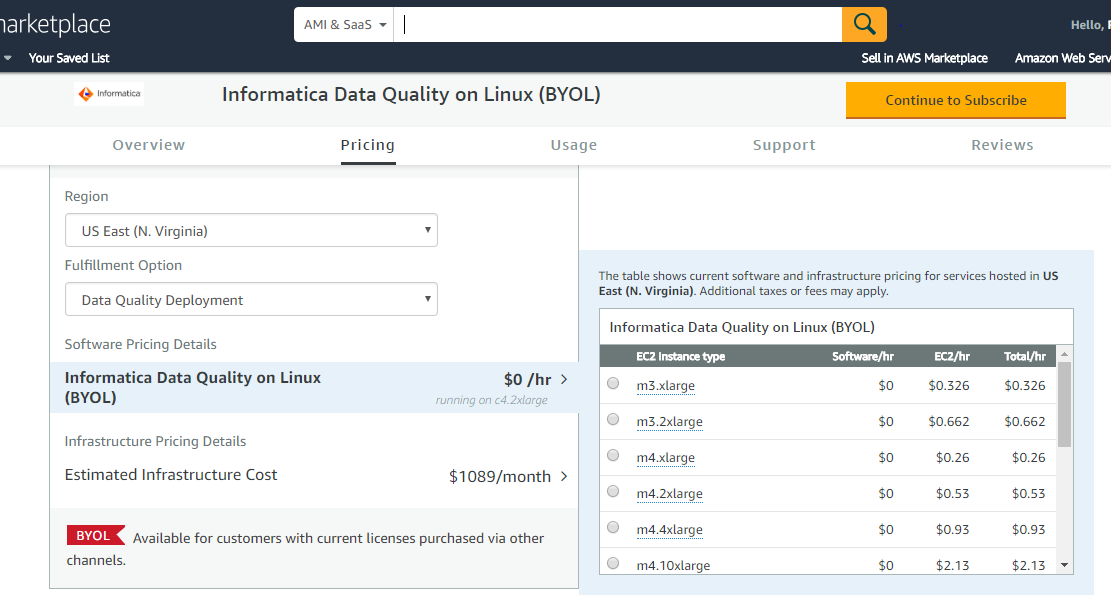 marketplace
AMI & SaaS
Hello,
Your Saved List
Sell in AWS Marketplace
Amazon Web
Informatica
Informatica Data Quality on Linux (BYOL)
Continue to Subscribe
Overview
Pricing
Usage
Support
Reviews
Region
US East (N. Virginia)
Fulfillment Option
Data Quality Deployment
Software Pricing Details
Informatica Data Quality on Linux
(BYOL)
$0 /hr
running on c4.2xlarge
Infrastructure Pricing Details
Estimated Infrastructure Cost
$1089/month
BYOL Available for customers with current licenses purchased via other
channels.
The table shows current software and infrastructure pricing for services hosted in US
East (N. Virginia). Additional taxes or fees may apply.
Informatica Data Quality on Linux (BYOL)
EC2 Instance type Software/hr EC2/hr Total/hr
m3.xlarge $0 $0.326 $0.326
m3.2xlarge $0 $0.662 $0.662
m4.xlarge $0 $0.26 $0.26
m4.2xlarge $0 $0.53 $0.53
m4.4xlarge $0 $0.93 $0.93
m4.10xlarge $0 $2.13 $2.13